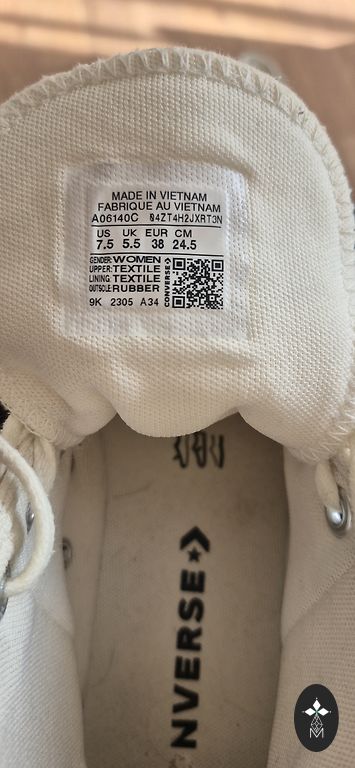 MADE IN VIETNAM
FABRIQUE AU VIETNAM
A06140C 04ZT4H2JXRT3N
US UK EUR CM
7.5 5.5 38 24.5
GENDER: WOMEN
UPPER: TEXTILE
LINING TEXTILE
OUTSOLE RUBBER
9K 2305 A34
CONVERSE
NVERSE
M